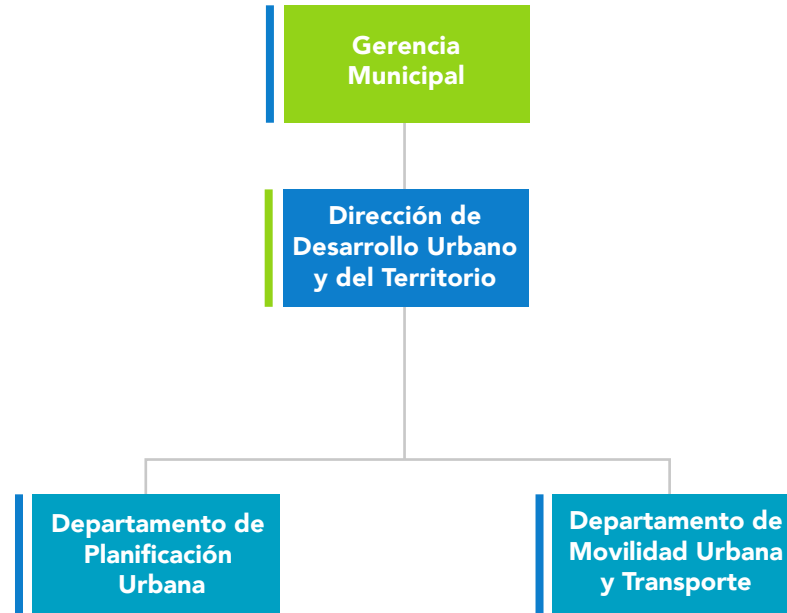 Gerencia
Municipal
Dirección de
Desarrollo Urbano
y del Territorio
Departamento de
Planificación
Urbana
Departamento de
Movilidad Urbana
y Transporte